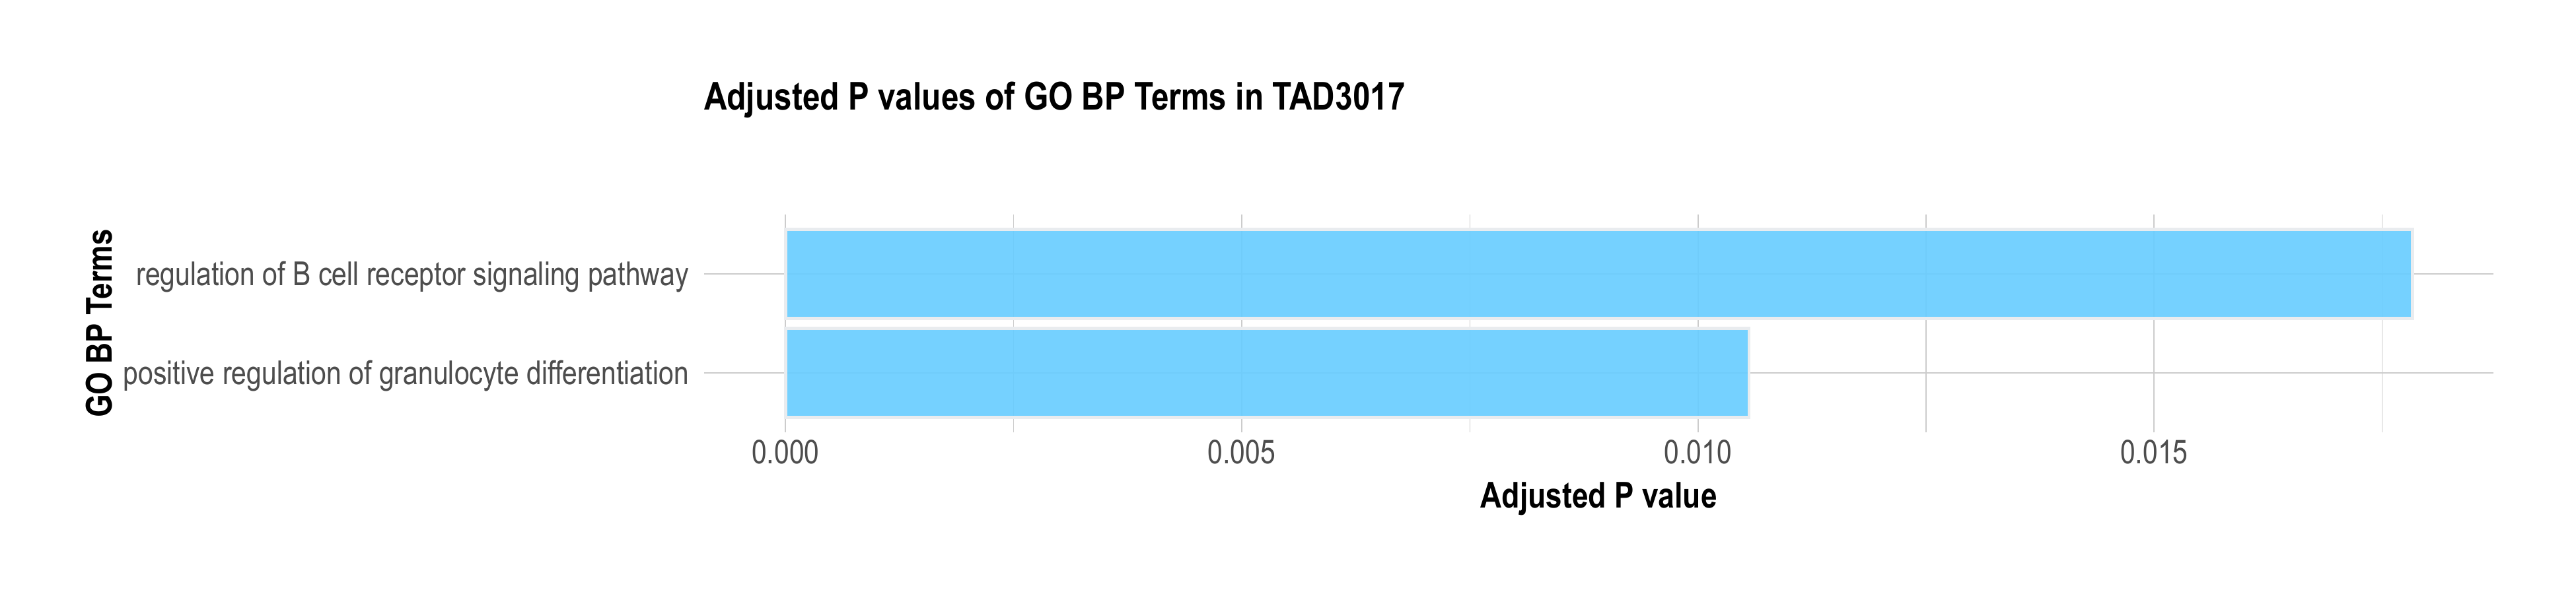 Adjusted P values of GO BP Terms in TAD3017
GO BP Terms
regulation of B cell receptor signaling pathway
positive regulation of granulocyte differentiation
0.000 0.005 0.010 0.015
Adjusted P value